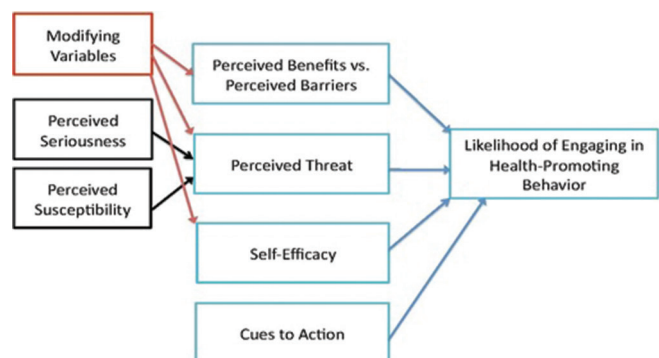 Modifying
Variables
Perceived
Seriousness
Perceived
Susceptibility
Perceived Benefits vs.
Perceived Barriers
Perceived Threat
Self-Efficacy
Cues to Action
Likelihood of Engaging in
Health-Promoting
Behavior